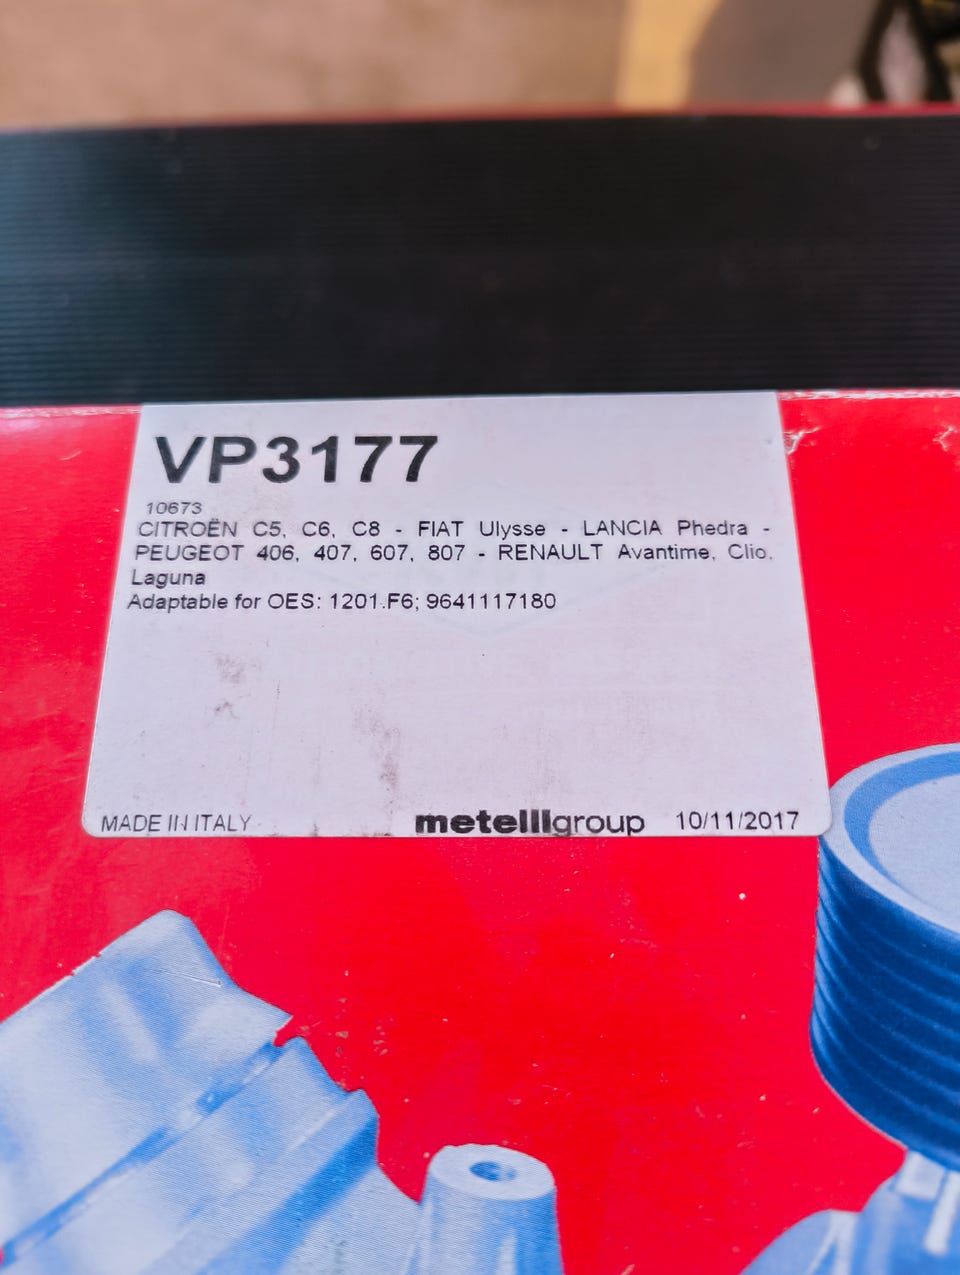 VP3177
10673
CITROËN C5, C6, C8 - FIAT Ulysse - LANCIA Phedra -
PEUGEOT 406, 407, 607, 807 - RENAULT Avantime, Clio,
Laguna
Adaptable for OES: 1201.F6; 9641117180
MADE IN ITALY metelligroup 10/11/2017